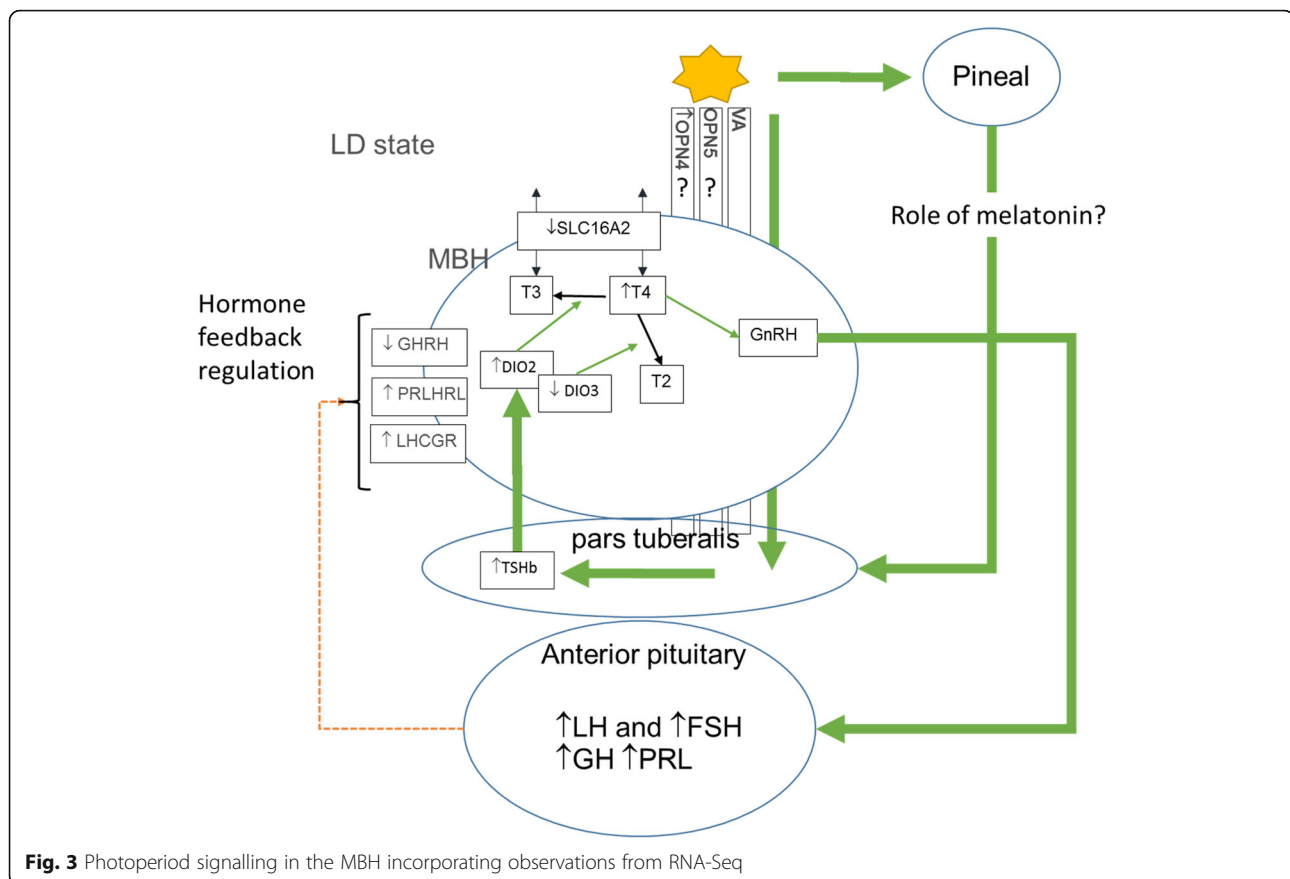 Pineal
VA
OPN5 ?
↑OPN4 ?
LD state
Role of melatonin?
↓SLC16A2
MBH
T3
↑T4
Hormone
feedback
regulation
GnRH
↓ GHRH
↑DIO2
↓ DIO3
T2
↑ PRLHRL
↑ LHCGR
pars tuberalis
↑TSHb
Anterior pituitary
↑LH and ↑FSH
↑GH ↑PRL
Fig. 3 Photoperiod signalling in the MBH incorporating observations from RNA-Seq